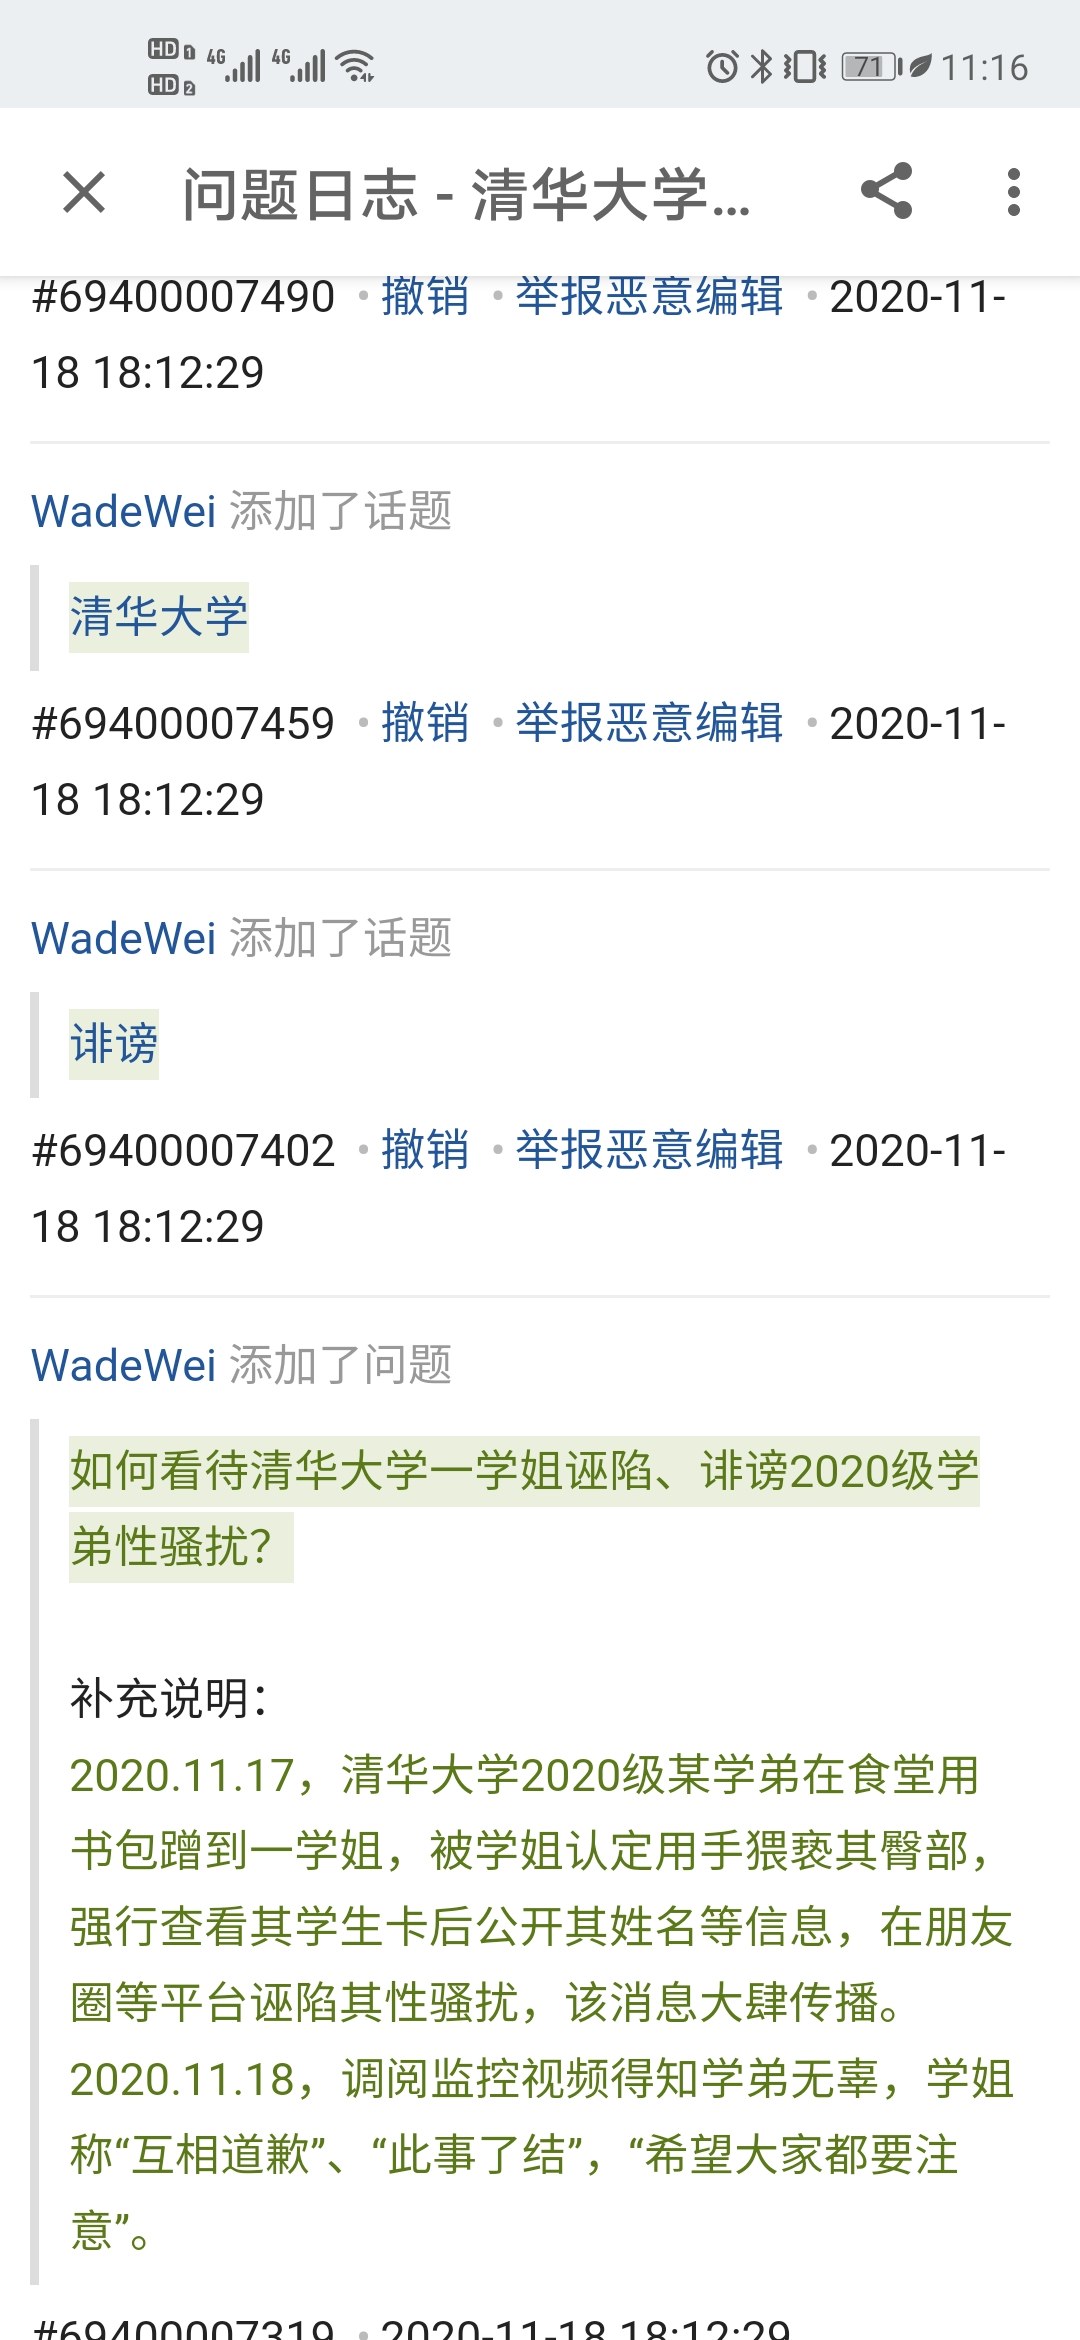 HD 1 4G 4G 71 11:16
HD 2
问题日志 - 清华大学...
#69400007490 • 撤销 • 举报恶意编辑 • 2020-11-
18 18:12:29
WadeWei 添加了话题
清华大学
#69400007459 • 撤销 • 举报恶意编辑 • 2020-11-
18 18:12:29
WadeWei 添加了话题
诽谤
#69400007402 • 撤销 • 举报恶意编辑 • 2020-11-
18 18:12:29
WadeWei 添加了问题
如何看待清华大学一学姐诬陷、诽谤2020级学
弟性骚扰？
补充说明：
2020.11.17，清华大学2020级某学弟在食堂用
书包蹭到一学姐，被学姐认定用手猥亵其臀部，
强行查看其学生卡后公开其姓名等信息，在朋友
圈等平台诬陷其性骚扰，该消息大肆传播。
2020.11.18，调阅监控视频得知学弟无辜，学姐
称“互相道歉”、“此事了结”，“希望大家都要注
意”。
#69400007319 • 2020-11-18 18:12:29